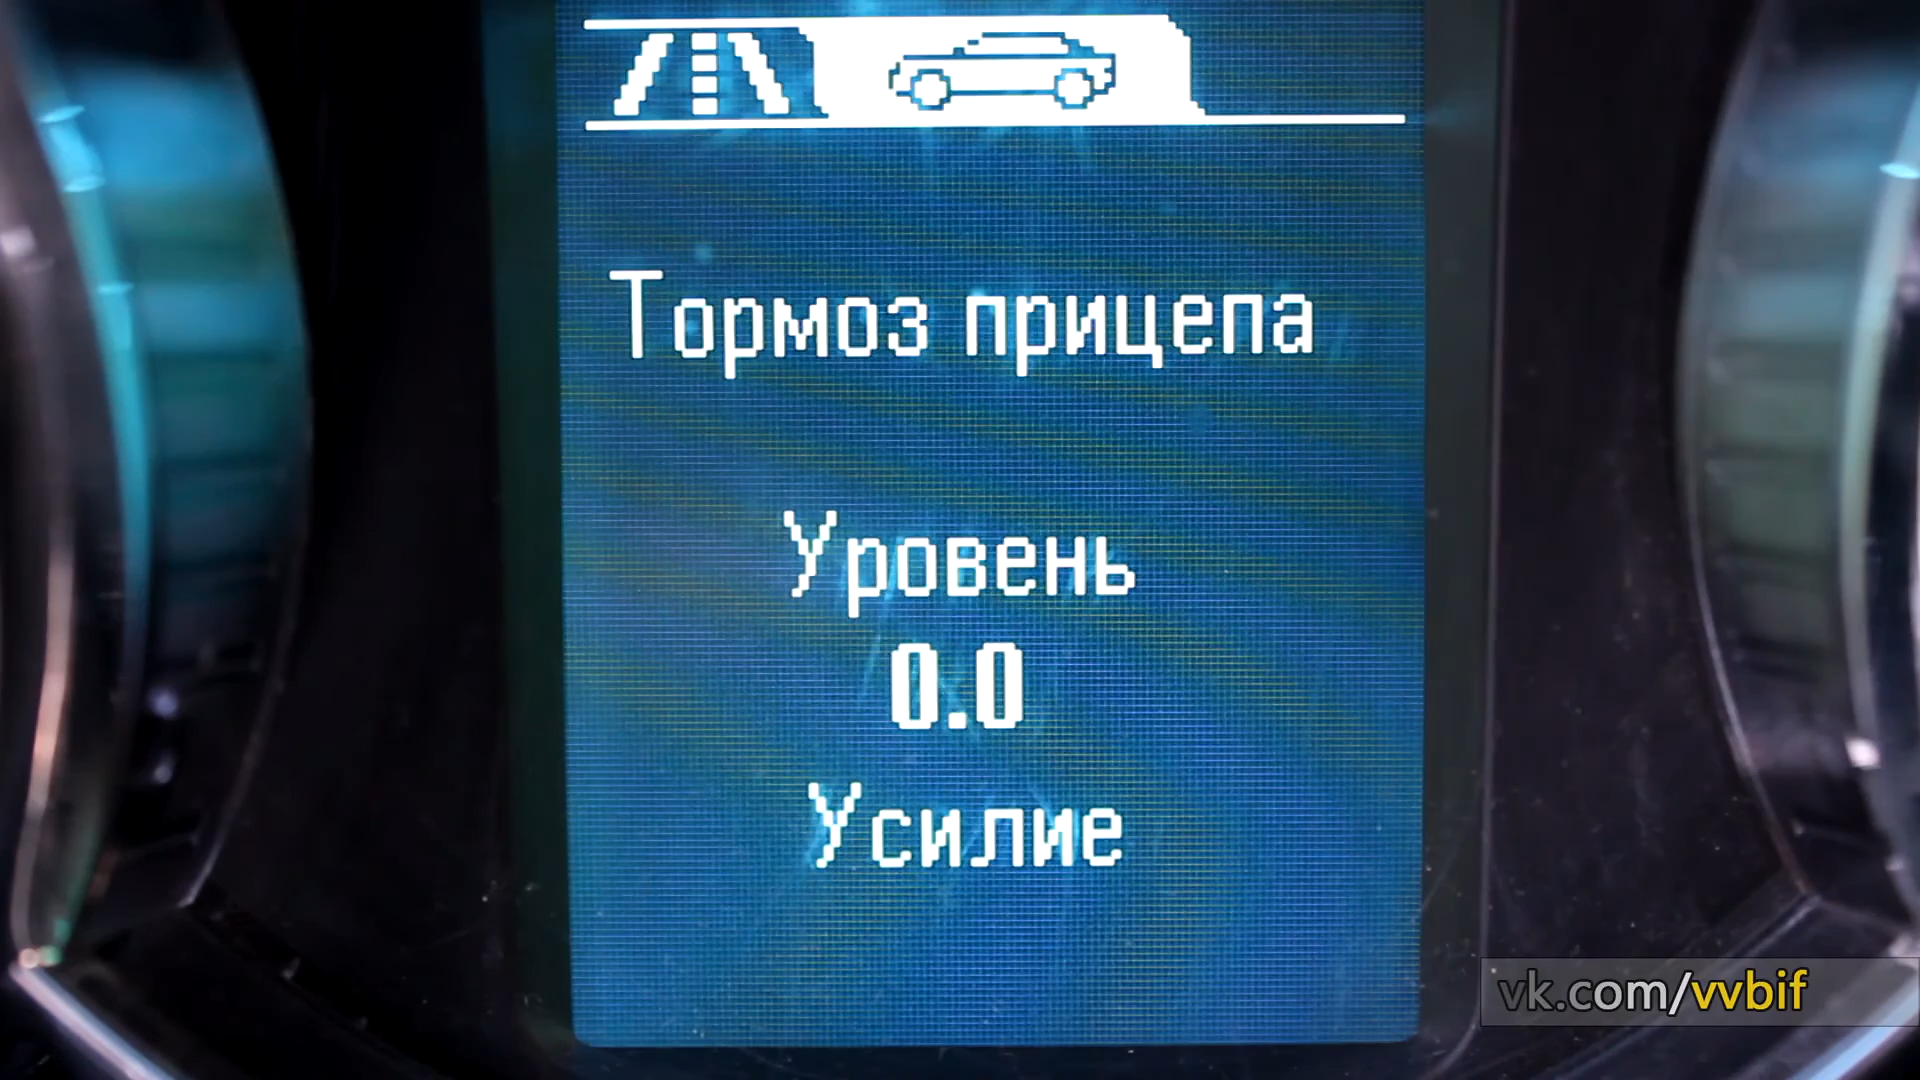 Тормоз прицепа
Уровень
0.0
Усилие
vk.com/vvbif